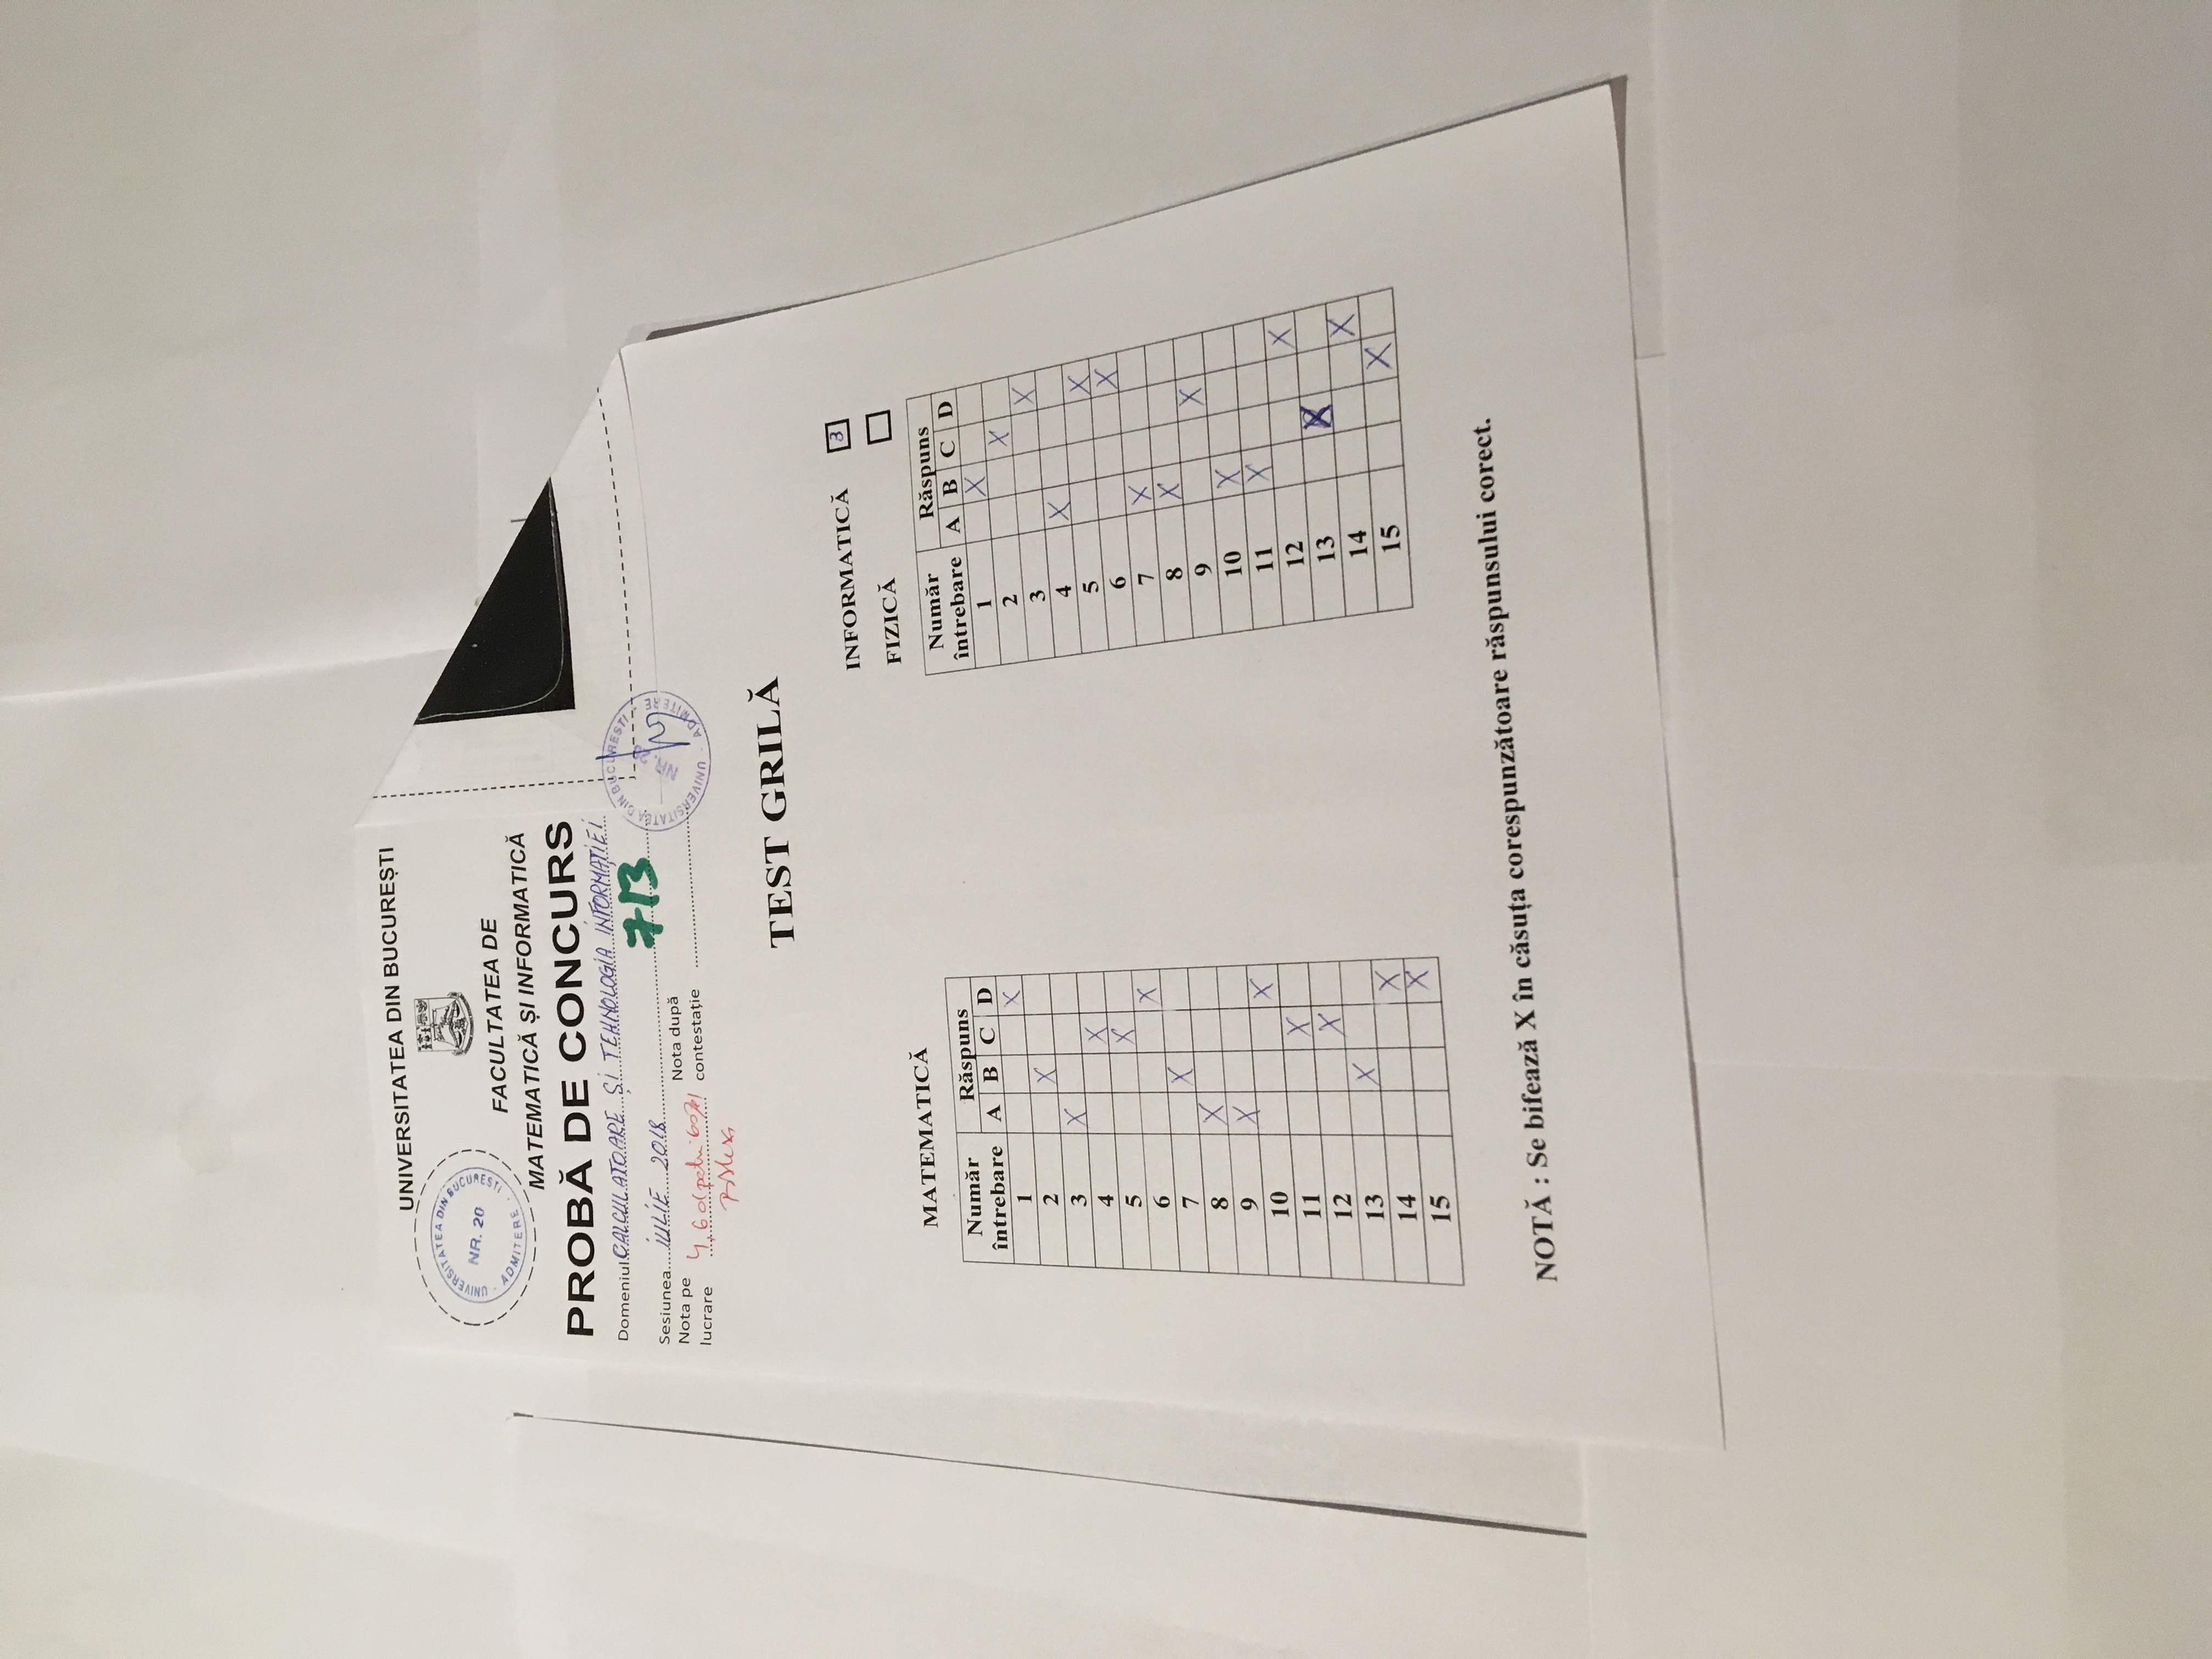 UNIVERSITATEA DIN BUCUREȘTI
UNIVERSITATEA DIN BUCUREȘTI
NR. 20
ADMITERE
FACULTATEA DE
MATEMATICĂ ȘI INFORMATICĂ
PROBĂ DE CONCURS
Domeniul CALCULATOARE ȘI TEHNOLOGIA INFORMAȚIEI
Sesiunea IULIE 2018
713
Nota pe lucrare 4,60
Nota după contestație
UNIVERSITATEA DIN BUCUREȘTI
NR. 20
ADMITERE
TEST GRILĂ
INFORMATICĂ 3
FIZICĂ
MATEMATICĂ
Număr întrebare Răspuns
A B C D
1 X
2 X
3 X
4 X
5 X
6 X
7 X
8 X
9 X
10 X
11 X
12 X
13 X
14 X
15 X
Număr întrebare Răspuns
A B C D
1 X
2 X
3 X
4 X
5 X
6 X
7 X
8 X
9 X
10 X
11 X
12 X
13 X
14 X
15 X
NOTĂ : Se bifează X în căsuța corespunzătoare răspunsului corect.